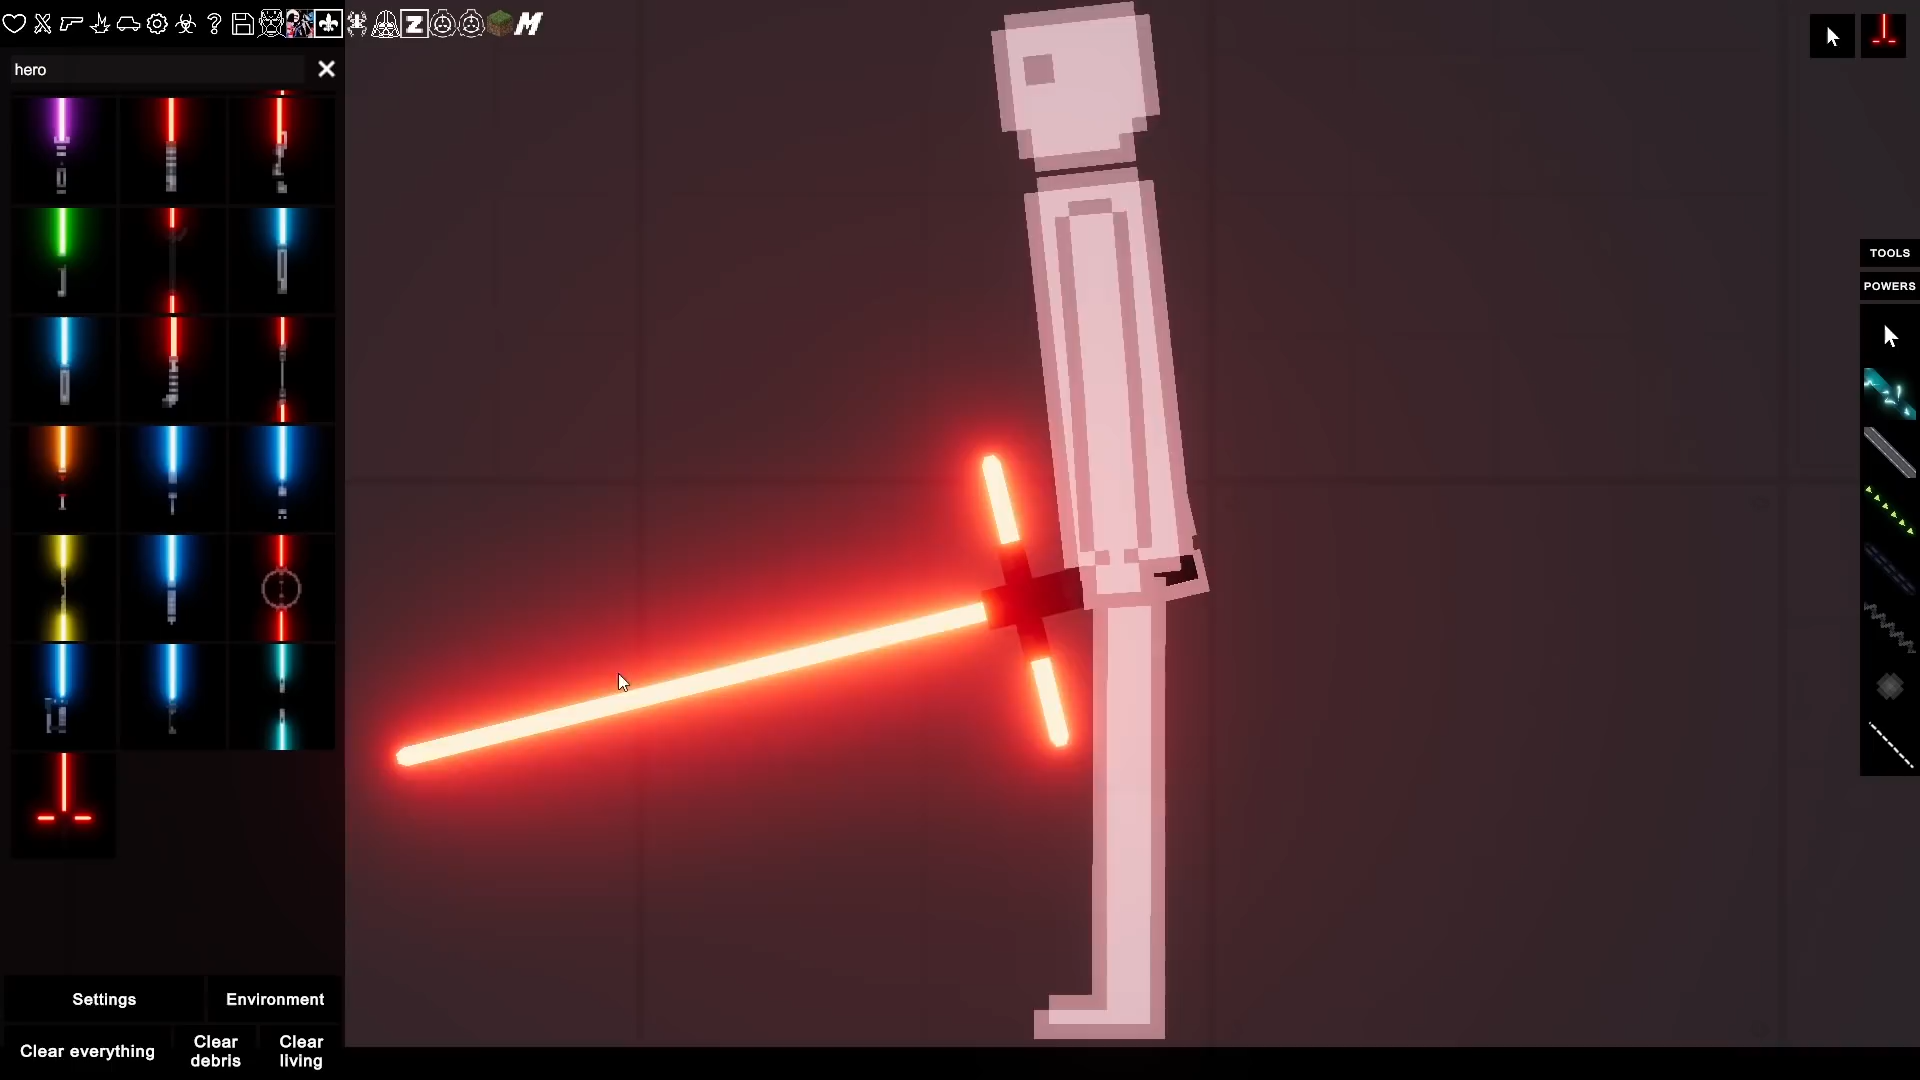 Z
M
hero
TOOLS
POWERS
Settings
Environment
Clear everything
Clear debris
Clear living